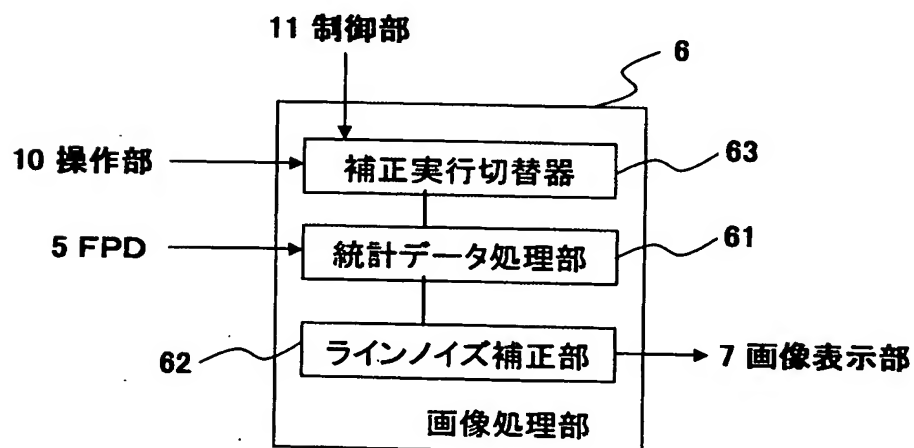 11 制御部
6
10 操作部
補正実行切替器
63
5 FPD
統計データ処理部
61
62
ラインノイズ補正部
7 画像表示部
画像処理部